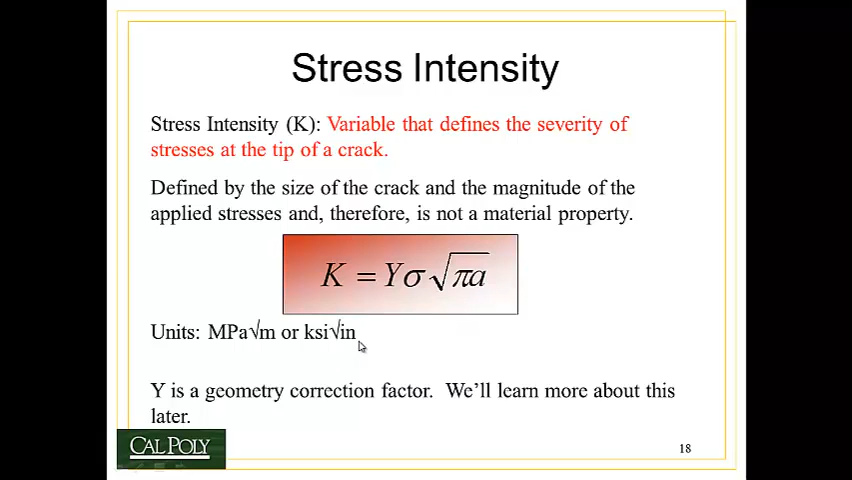 Stress Intensity
Stress Intensity (K): Variable that defines the severity of
stresses at the tip of a crack.
Defined by the size of the crack and the magnitude of the
applied stresses and, therefore, is not a material property.
K = Yσ√πa
Units: MPa√m or ksi√in
Y is a geometry correction factor. We'll learn more about this
later.
CAL POLY
18